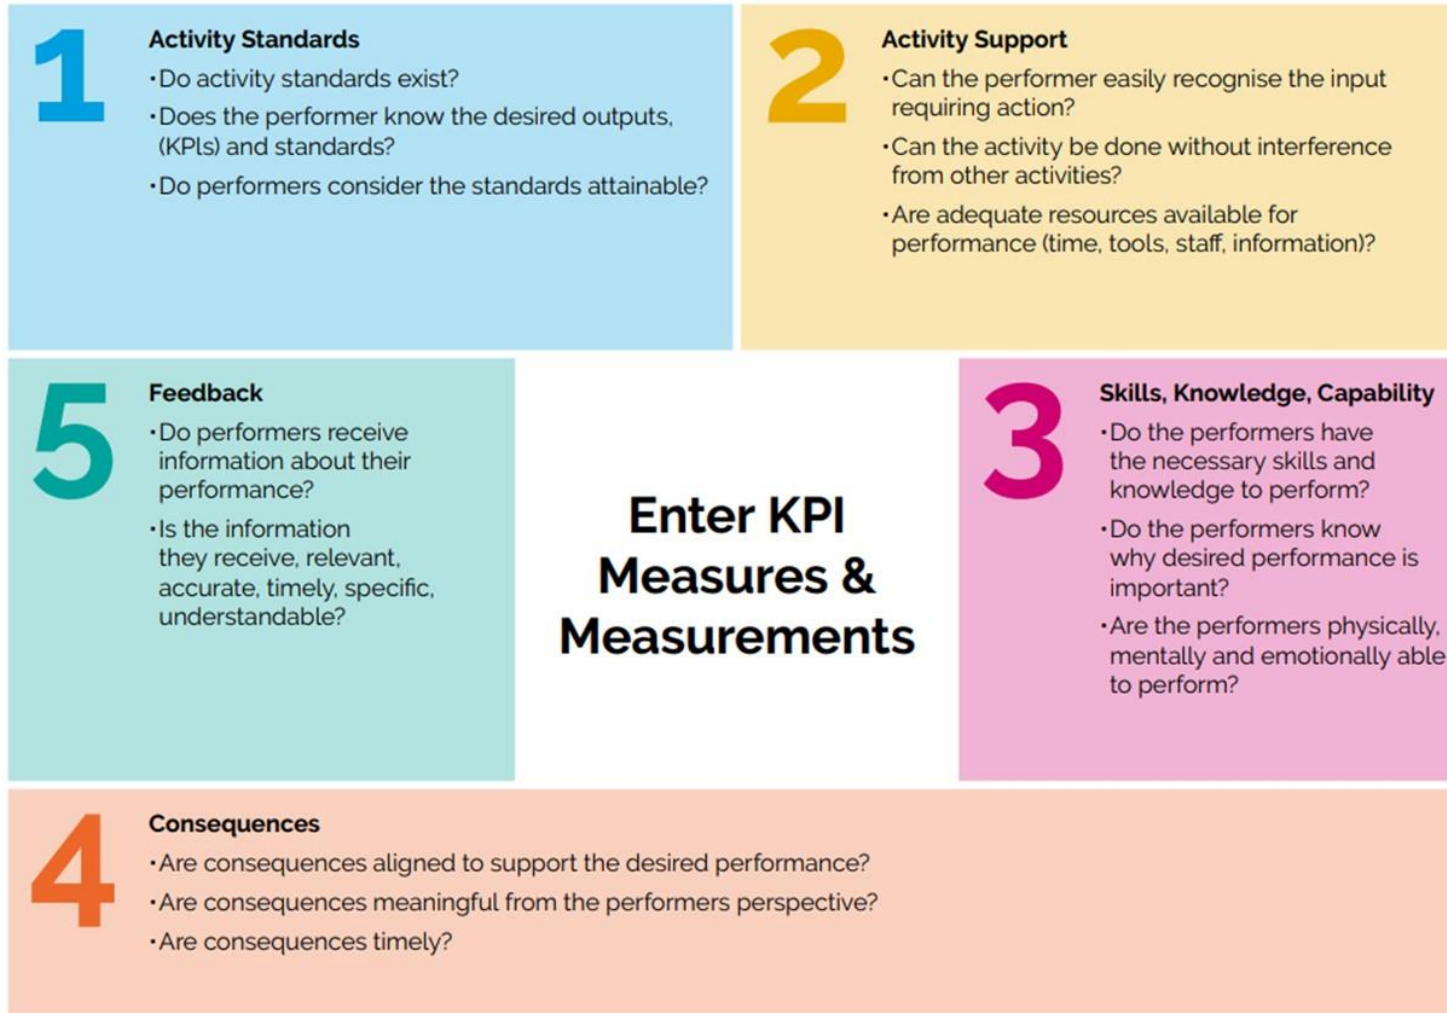 1
Activity Standards
•Do activity standards exist?
•Does the performer know the desired outputs,
(KPls) and standards?
•Do performers consider the standards attainable?
2
Activity Support
•Can the performer easily recognise the input
requiring action?
•Can the activity be done without interference
from other activities?
•Are adequate resources available for
performance (time, tools, staff, information)?
3
Skills, Knowledge, Capability
•Do the performers have
the necessary skills and
knowledge to perform?
•Do the performers know
why desired performance is
important?
•Are the performers physically,
mentally and emotionally able
to perform?
4
Consequences
•Are consequences aligned to support the desired performance?
•Are consequences meaningful from the performers perspective?
•Are consequences timely?
5
Feedback
•Do performers receive
information about their
performance?
•Is the information
they receive, relevant,
accurate, timely, specific,
understandable?
Enter KPI
Measures &
Measurements